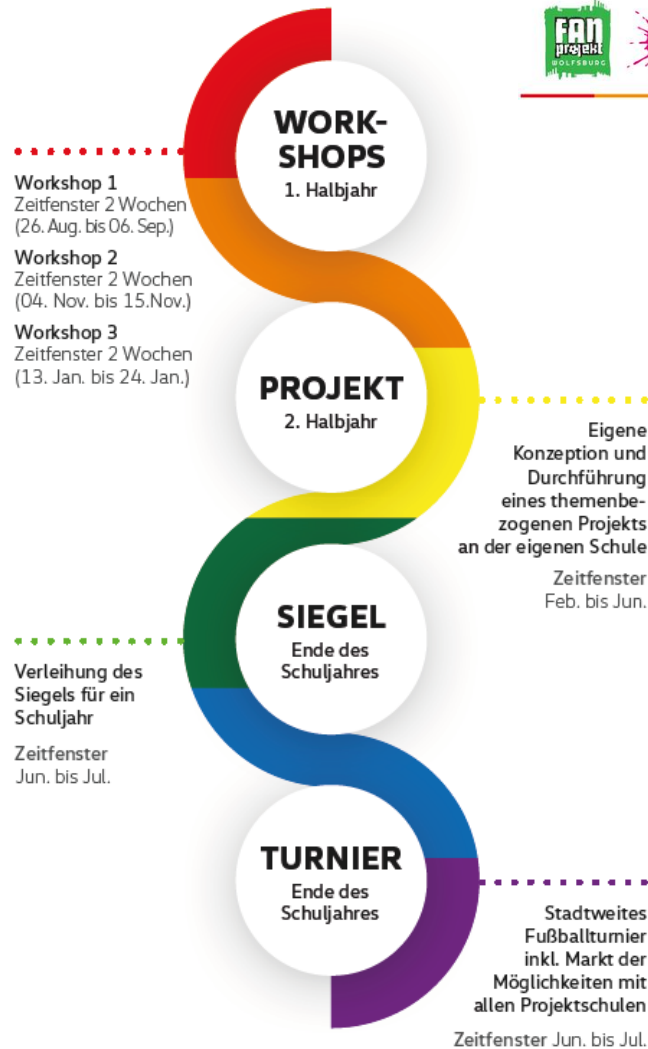 FAN
projekt
WOLFSBURG
WORK-
SHOPS
1. Halbjahr
Workshop 1
Zeitfenster 2 Wochen
(26. Aug. bis 06. Sep.)
Workshop 2
Zeitfenster 2 Wochen
(04. Nov. bis 15.Nov.)
Workshop 3
Zeitfenster 2 Wochen
(13. Jan. bis 24. Jan.)
PROJEKT
2. Halbjahr
Eigene
Konzeption und
Durchführung
eines themenbe-
zogenen Projekts
an der eigenen Schule
Zeitfenster
Feb. bis Jun.
SIEGEL
Ende des
Schuljahres
Verleihung des
Siegels für ein
Schuljahr
Zeitfenster
Jun. bis Jul.
TURNIER
Ende des
Schuljahres
Stadtweites
Fußballturnier
inkl. Markt der
Möglichkeiten mit
allen Projektschulen
Zeitfenster Jun. bis Jul.